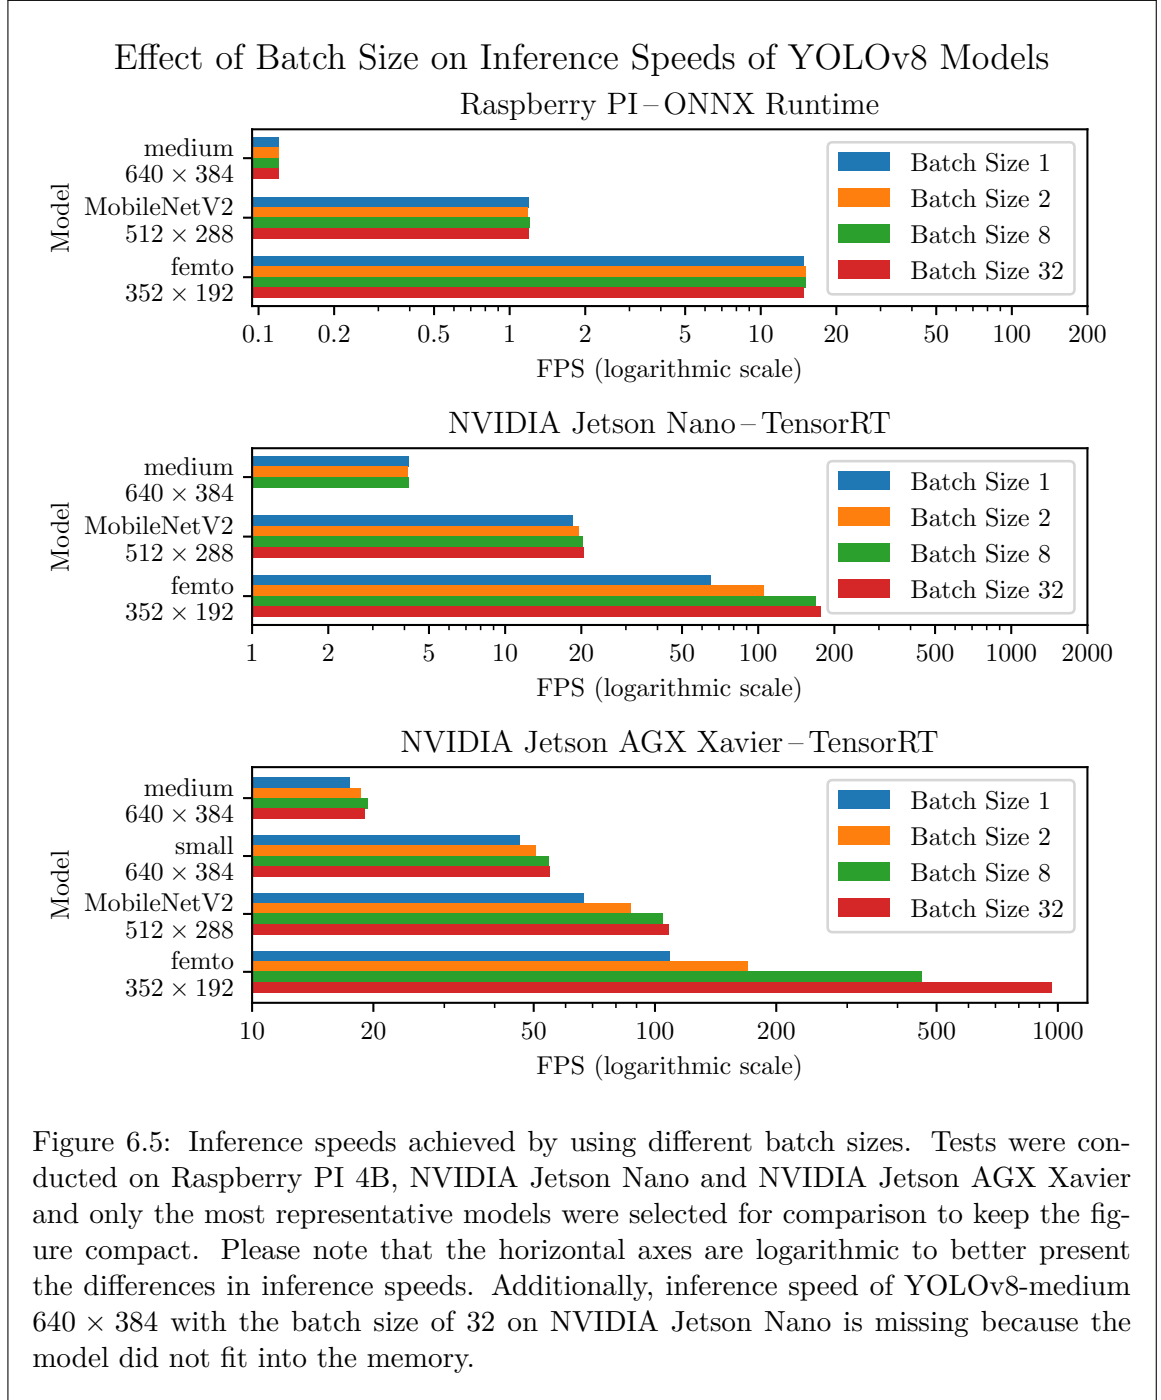 Effect of Batch Size on Inference Speeds of YOLOv8 Models
Raspberry PI – ONNX Runtime
Model
medium
640 × 384
MobileNetV2
512 × 288
femto
352 × 192
Batch Size 1
Batch Size 2
Batch Size 8
Batch Size 32
0.1 0.2 0.5 1 2 5 10 20 50 100 200
FPS (logarithmic scale)
NVIDIA Jetson Nano – TensorRT
Model
medium
640 × 384
MobileNetV2
512 × 288
femto
352 × 192
Batch Size 1
Batch Size 2
Batch Size 8
Batch Size 32
1 2 5 10 20 50 100 200 500 1000 2000
FPS (logarithmic scale)
NVIDIA Jetson AGX Xavier – TensorRT
Model
medium
640 × 384
small
640 × 384
MobileNetV2
512 × 288
femto
352 × 192
Batch Size 1
Batch Size 2
Batch Size 8
Batch Size 32
10 20 50 100 200 500 1000
FPS (logarithmic scale)
Figure 6.5: Inference speeds achieved by using different batch sizes. Tests were con-
ducted on Raspberry PI 4B, NVIDIA Jetson Nano and NVIDIA Jetson AGX Xavier
and only the most representative models were selected for comparison to keep the fig-
ure compact. Please note that the horizontal axes are logarithmic to better present
the differences in inference speeds. Additionally, inference speed of YOLOv8-medium
640 × 384 with the batch size of 32 on NVIDIA Jetson Nano is missing because the
model did not fit into the memory.